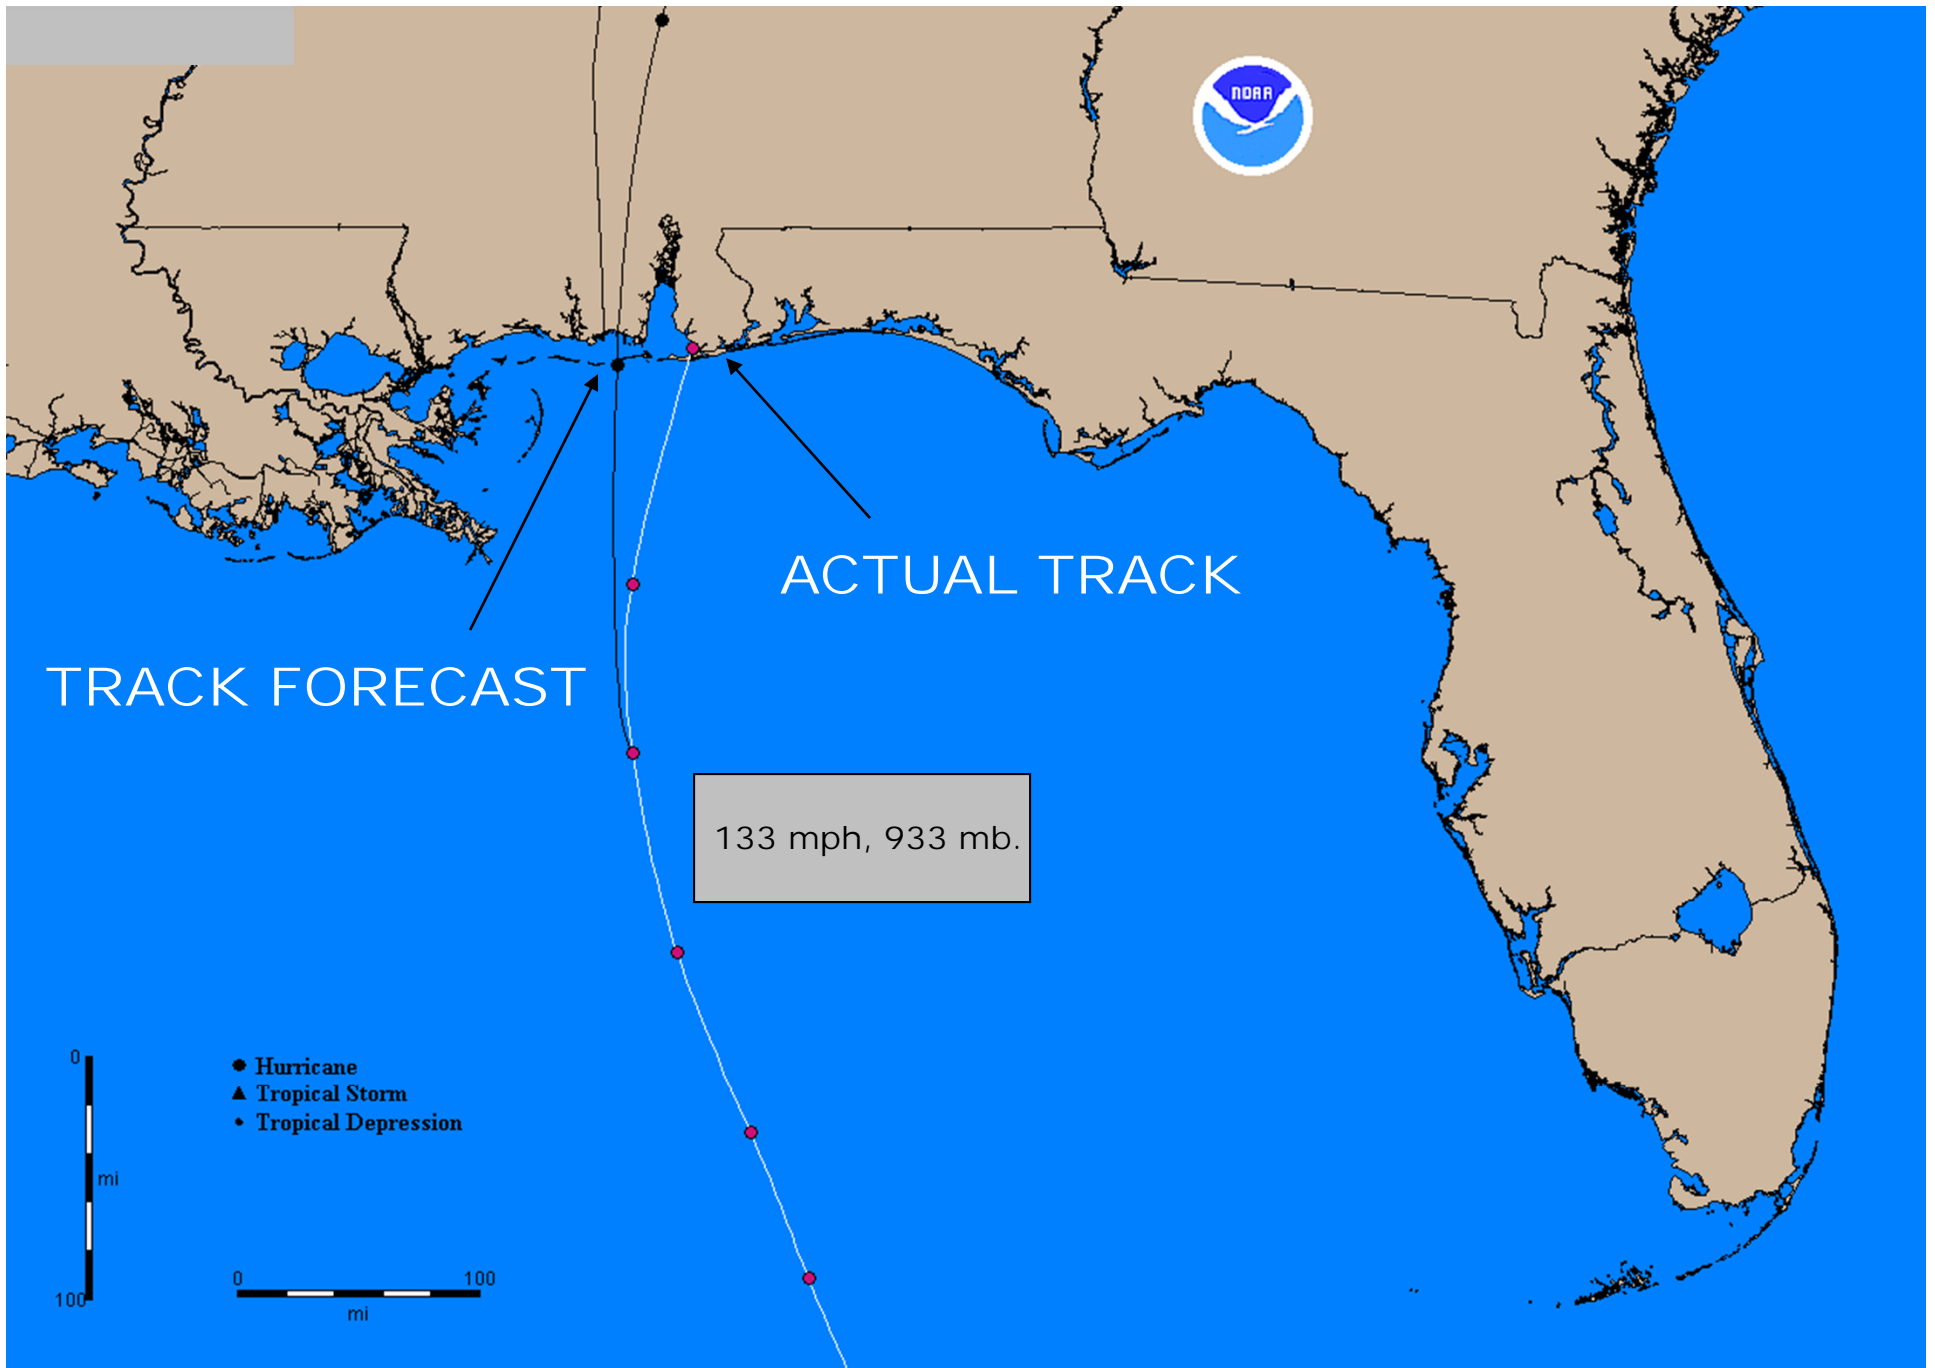 NOAA
ACTUAL TRACK
TRACK FORECAST
133 mph, 933 mb.
0
Hurricane
Tropical Storm
Tropical Depression
mi
0
100
100
mi